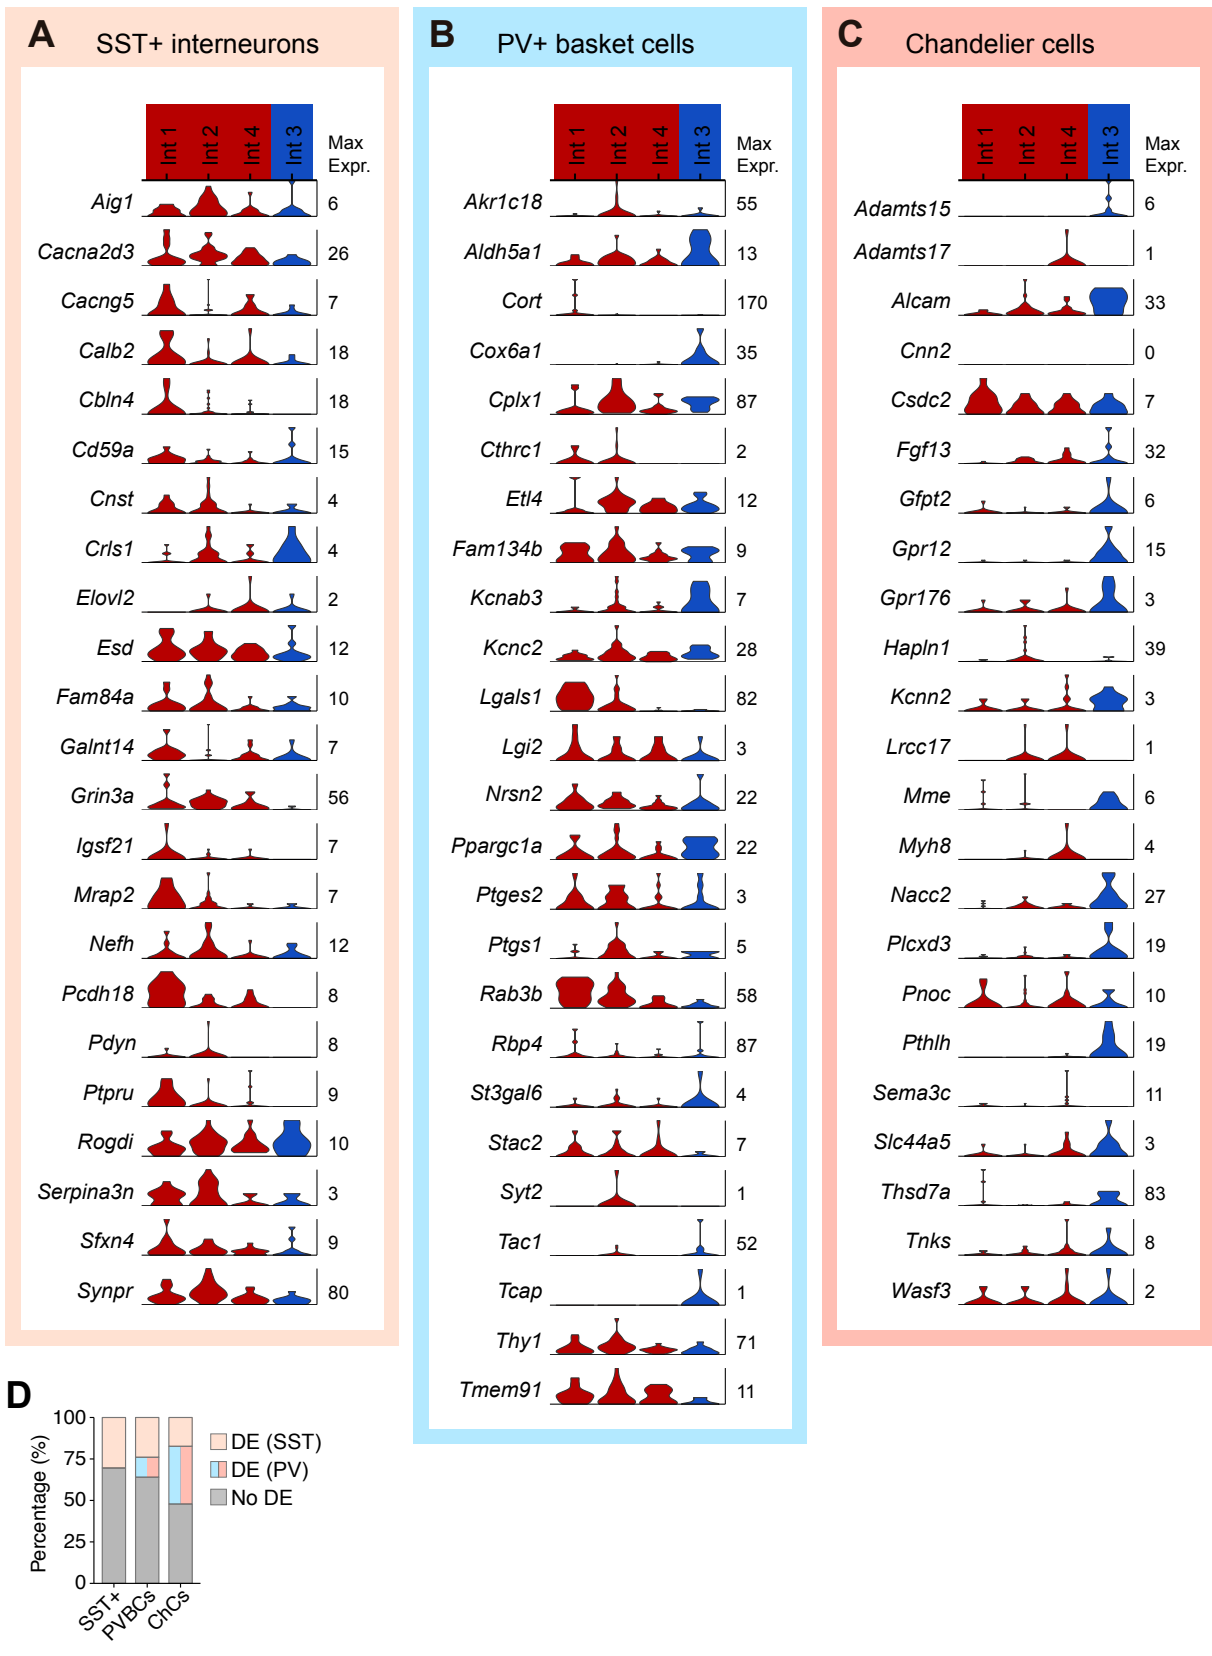 A SST+ interneurons
Int 1 Int 2 Int 4 Int 3 Max Expr.
Aig1 6
Cacna2d3 26
Cacng5 7
Calb2 18
Cbln4 18
Cd59a 15
Cnst 4
Crls1 4
Elovl2 2
Esd 12
Fam84a 10
Galnt14 7
Grin3a 56
Igsf21 7
Mrap2 7
Nefh 12
Pcdh18 8
Pdyn 8
Ptpru 9
Rogdi 10
Serpina3n 3
Sfxn4 9
Synpr 80
B PV+ basket cells
Int 1 Int 2 Int 4 Int 3 Max Expr.
Akr1c18 55
Aldh5a1 13
Cort 170
Cox6a1 35
Cplx1 87
Cthrc1 2
Etl4 12
Fam134b 9
Kcnab3 7
Kcnc2 28
Lgals1 82
Lgi2 3
Nrsn2 22
Ppargc1a 22
Ptges2 3
Ptgs1 5
Rab3b 58
Rbp4 87
St3gal6 4
Stac2 7
Syt2 1
Tac1 52
Tcap 1
Thy1 71
Tmem91 11
C Chandelier cells
Int 1 Int 2 Int 4 Int 3 Max Expr.
Adamts15 6
Adamts17 1
Alcam 33
Cnn2 0
Csdc2 7
Fgf13 32
Gfpt2 6
Gpr12 15
Gpr176 3
Hapln1 39
Kcnn2 3
Lrcc17 1
Mme 6
Myh8 4
Nacc2 27
Plcxd3 19
Pnoc 10
Pthlh 19
Sema3c 11
Slc44a5 3
Thsd7a 83
Tnks 8
Wasf3 2
D
Percentage (%)
100
75
50
25
0
SST+ PVBCs ChCs
DE (SST)
DE (PV)
No DE